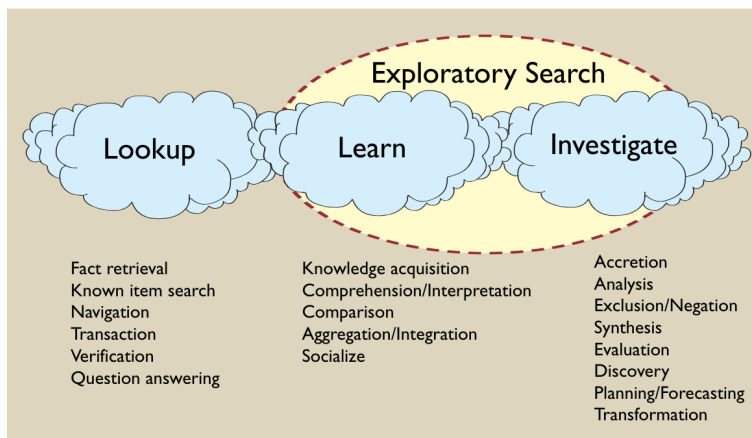 Exploratory Search
Lookup
Learn
Investigate
Fact retrieval
Known item search
Navigation
Transaction
Verification
Question answering
Knowledge acquisition
Comprehension/Interpretation
Comparison
Aggregation/Integration
Socialize
Accretion
Analysis
Exclusion/Negation
Synthesis
Evaluation
Discovery
Planning/Forecasting
Transformation